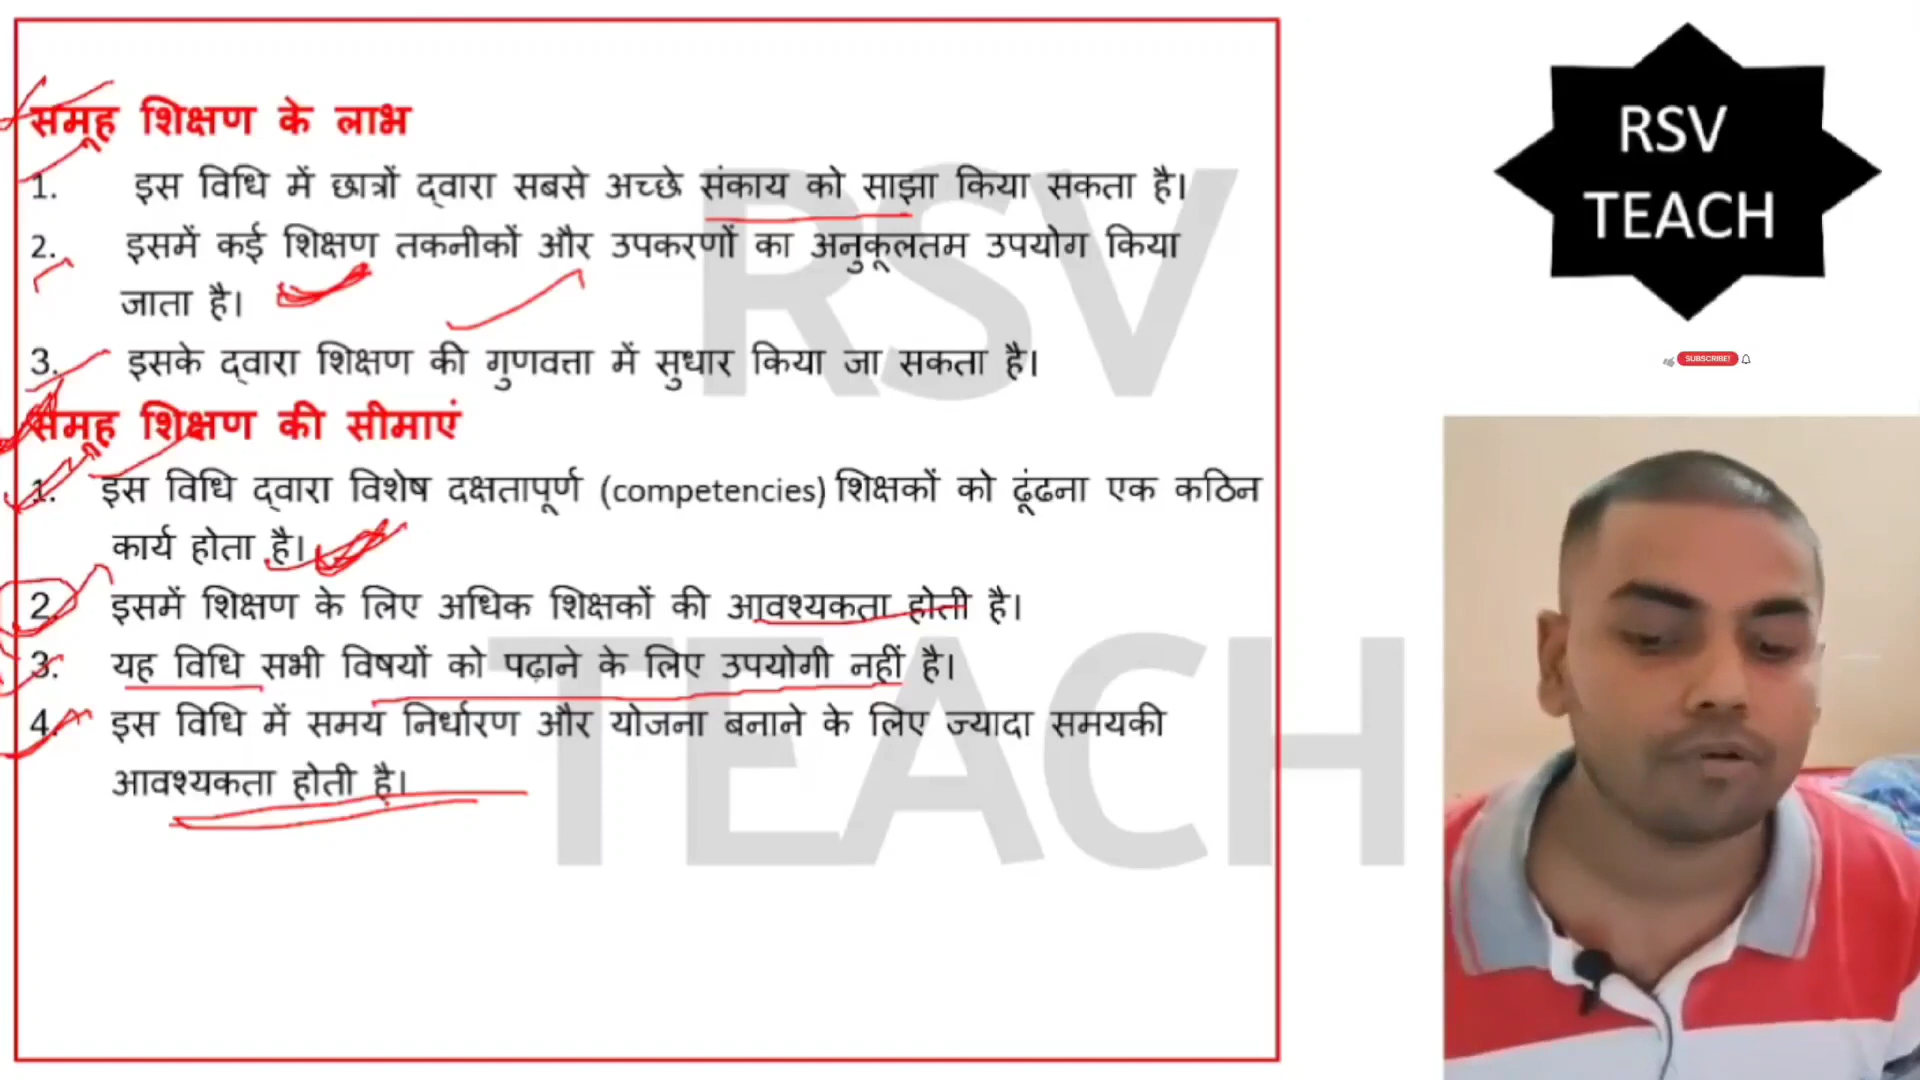 समूह शिक्षण के लाभ
1. इस विधि में छात्रों द्वारा सबसे अच्छे संकाय को साझा किया सकता है।
2. इसमें कई शिक्षण तकनीकों और उपकरणों का अनुकूलतम उपयोग किया
जाता है।
3. इसके द्वारा शिक्षण की गुणवत्ता में सुधार किया जा सकता है।
समूह शिक्षण की सीमाएं
1. इस विधि द्वारा विशेष दक्षतापूर्ण (competencies) शिक्षकों को ढूंढना एक कठिन
कार्य होता है।
2. इसमें शिक्षण के लिए अधिक शिक्षकों की आवश्यकता होती है।
3. यह विधि सभी विषयों को पढ़ाने के लिए उपयोगी नहीं है।
4. इस विधि में समय निर्धारण और योजना बनाने के लिए ज्यादा समयकी
आवश्यकता होती है।
RSV
TEACH
RSV
TEACH
SUBSCRIBE!